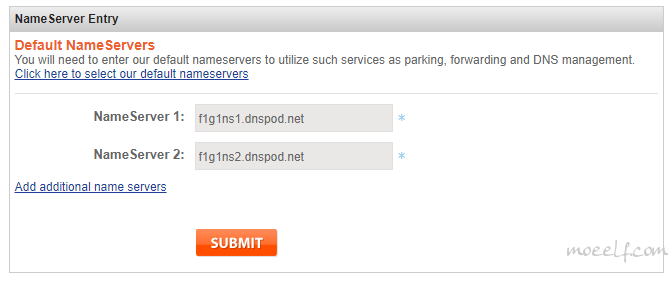 NameServer Entry
Default NameServers
You will need to enter our default nameservers to utilize such services as parking, forwarding and DNS management.
Click here to select our default nameservers
NameServer 1: f1g1ns1.dnspod.net *
NameServer 2: f1g1ns2.dnspod.net *
Add additional name servers
SUBMIT
moeelf.com